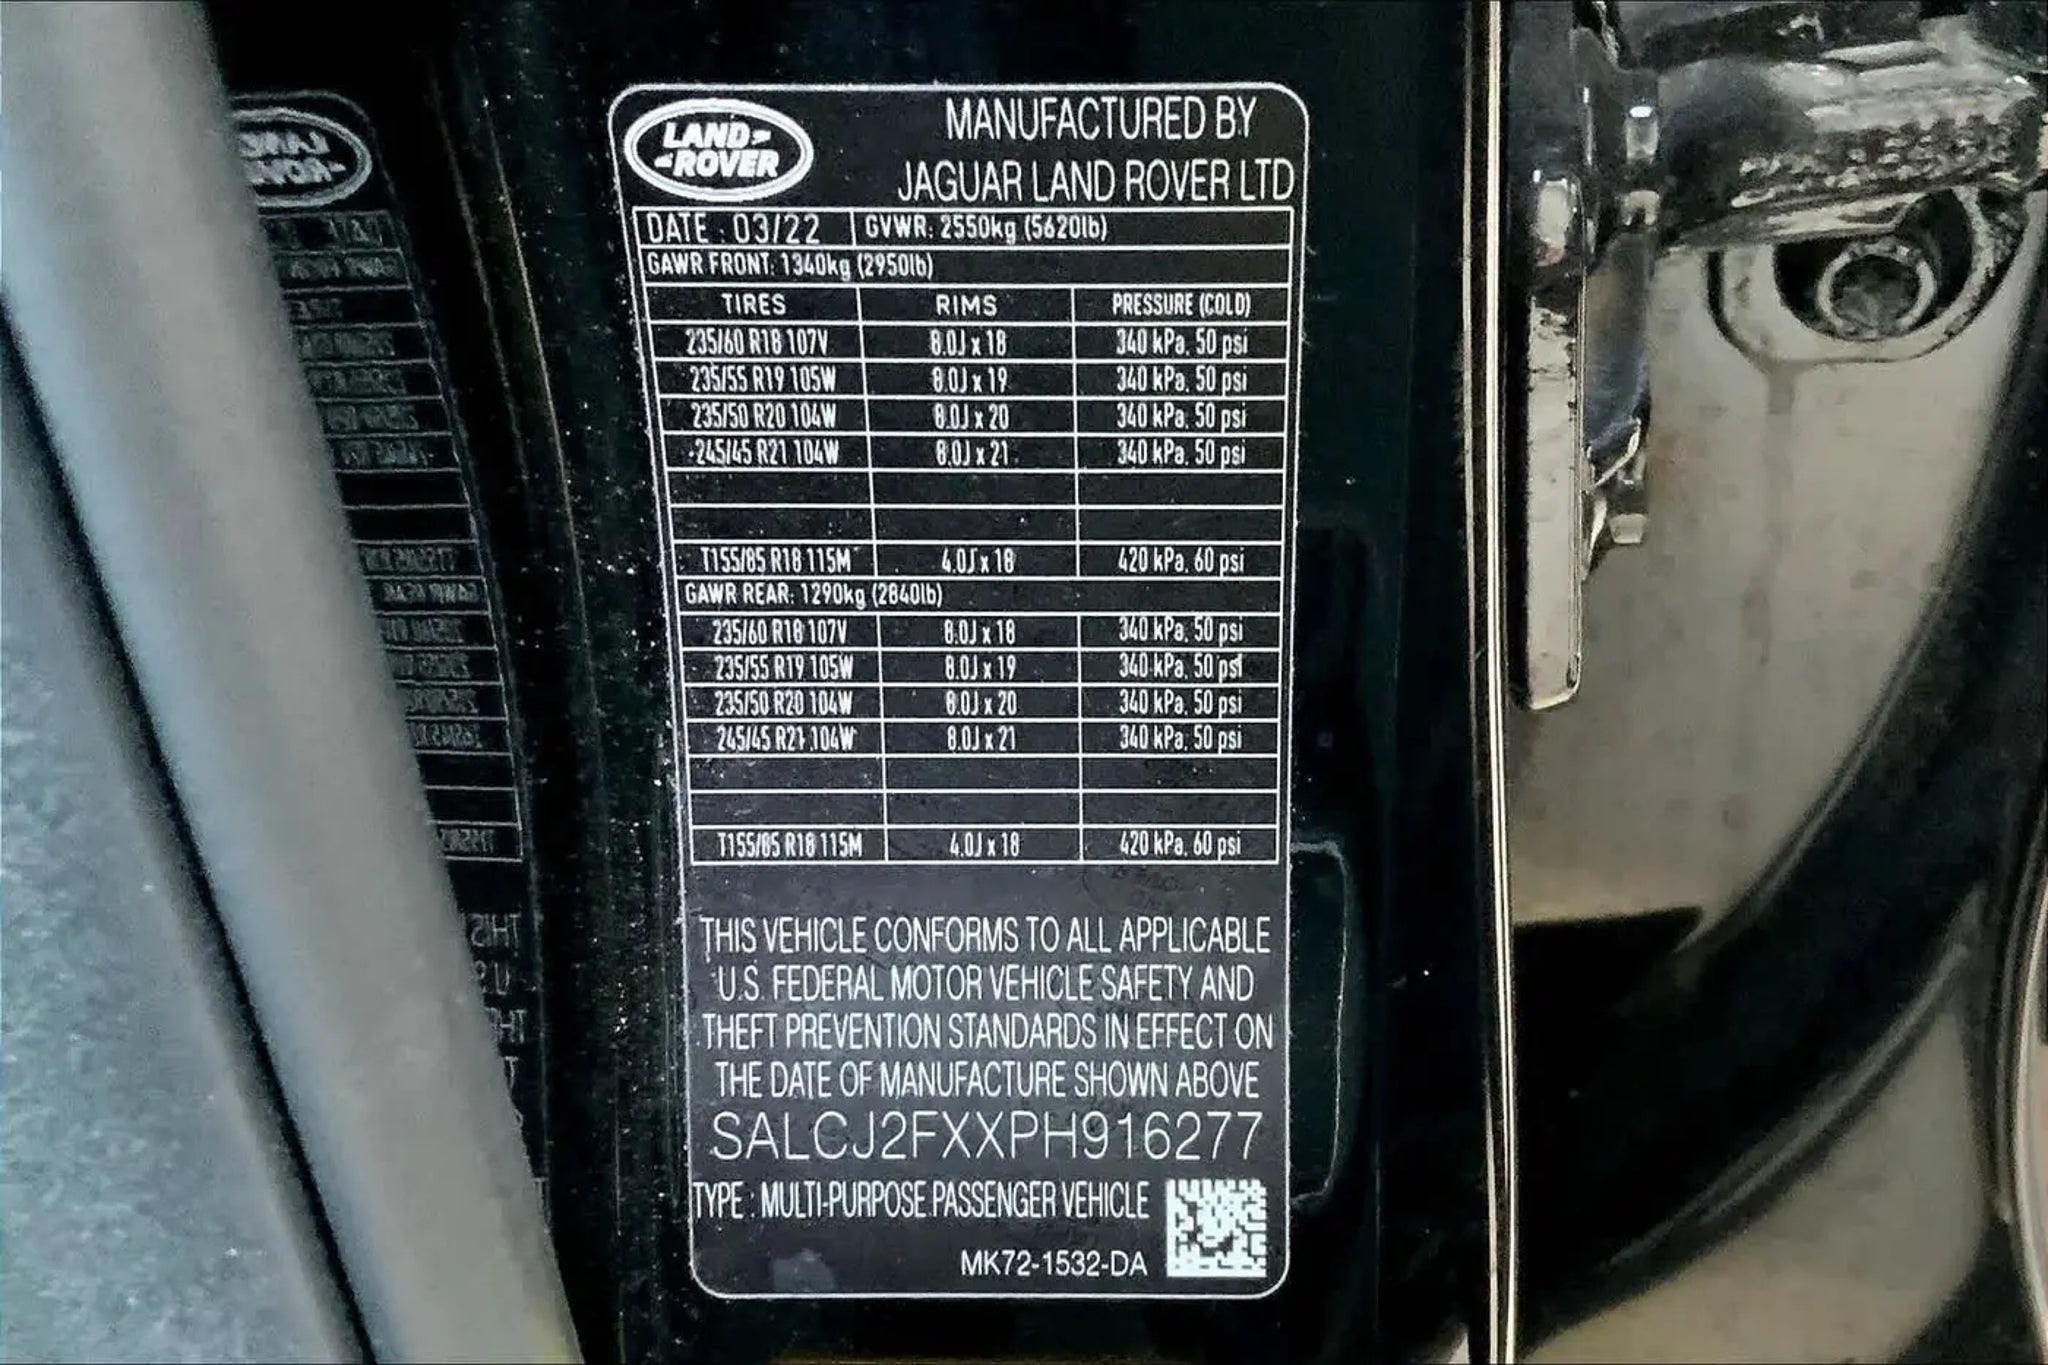 LAND ROVER
MANUFACTURED BY
JAGUAR LAND ROVER LTD
DATE : 03/22 GVWR: 2550kg (5620lb)
GAWR FRONT: 1340kg (2950lb)
TIRES RIMS PRESSURE (COLD)
235/60 R18 107V 8.0J x 18 340 kPa, 50 psi
235/55 R19 105W 8.0J x 19 340 kPa, 50 psi
235/50 R20 104W 8.0J x 20 340 kPa, 50 psi
245/45 R21 104W 8.0J x 21 340 kPa, 50 psi
T155/85 R18 115M 4.0J x 18 420 kPa, 60 psi
GAWR REAR: 1290kg (2840lb)
235/60 R18 107V 8.0J x 18 340 kPa, 50 psi
235/55 R19 105W 8.0J x 19 340 kPa, 50 psi
235/50 R20 104W 8.0J x 20 340 kPa, 50 psi
245/45 R21 104W 8.0J x 21 340 kPa, 50 psi
T155/85 R18 115M 4.0J x 18 420 kPa, 60 psi
THIS VEHICLE CONFORMS TO ALL APPLICABLE
U.S. FEDERAL MOTOR VEHICLE SAFETY AND
THEFT PREVENTION STANDARDS IN EFFECT ON
THE DATE OF MANUFACTURE SHOWN ABOVE
SALCJ2FXXPH916277
TYPE : MULTI-PURPOSE PASSENGER VEHICLE
MK72-1532-DA